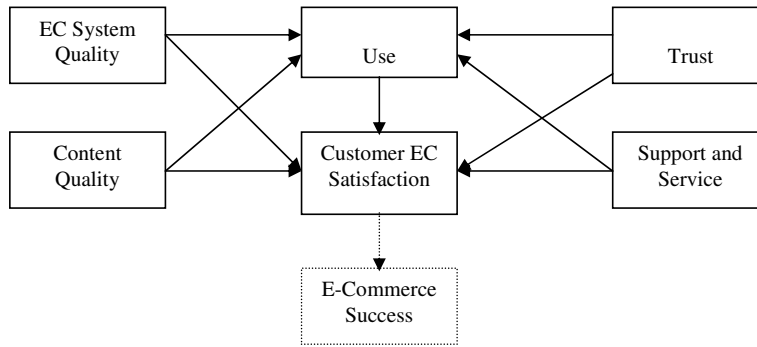 EC System
Quality
Use
Trust
Content
Quality
Customer EC
Satisfaction
Support and
Service
E-Commerce
Success